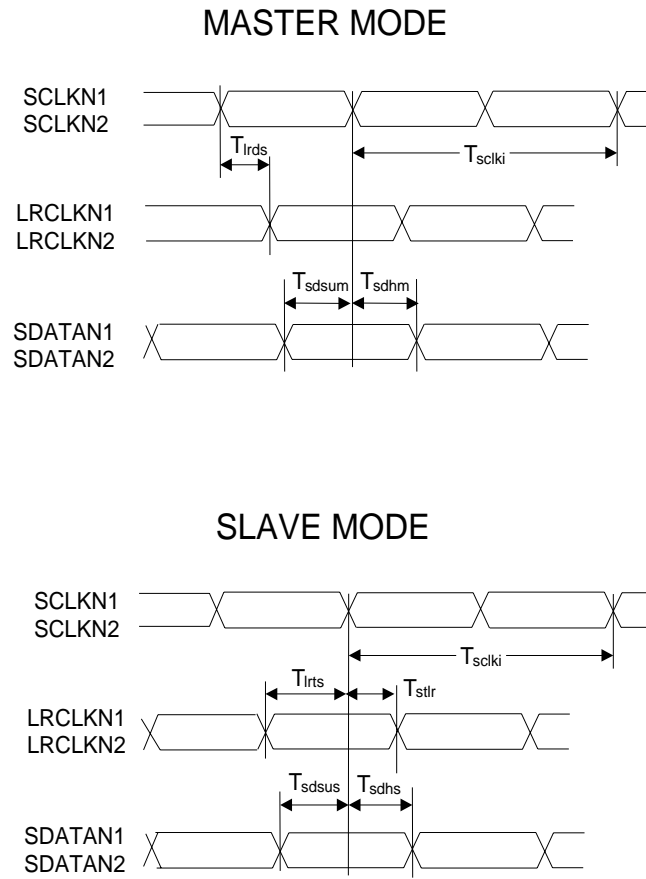 MASTER MODE
SCLKN1
SCLKN2
Tlrds
Tsclki
LRCLKN1
LRCLKN2
Tsdsum
Tsdhm
SDATAN1
SDATAN2
SLAVE MODE
SCLKN1
SCLKN2
Tsclki
Tlrts
Tstlr
LRCLKN1
LRCLKN2
Tsdsus
Tsdhs
SDATAN1
SDATAN2